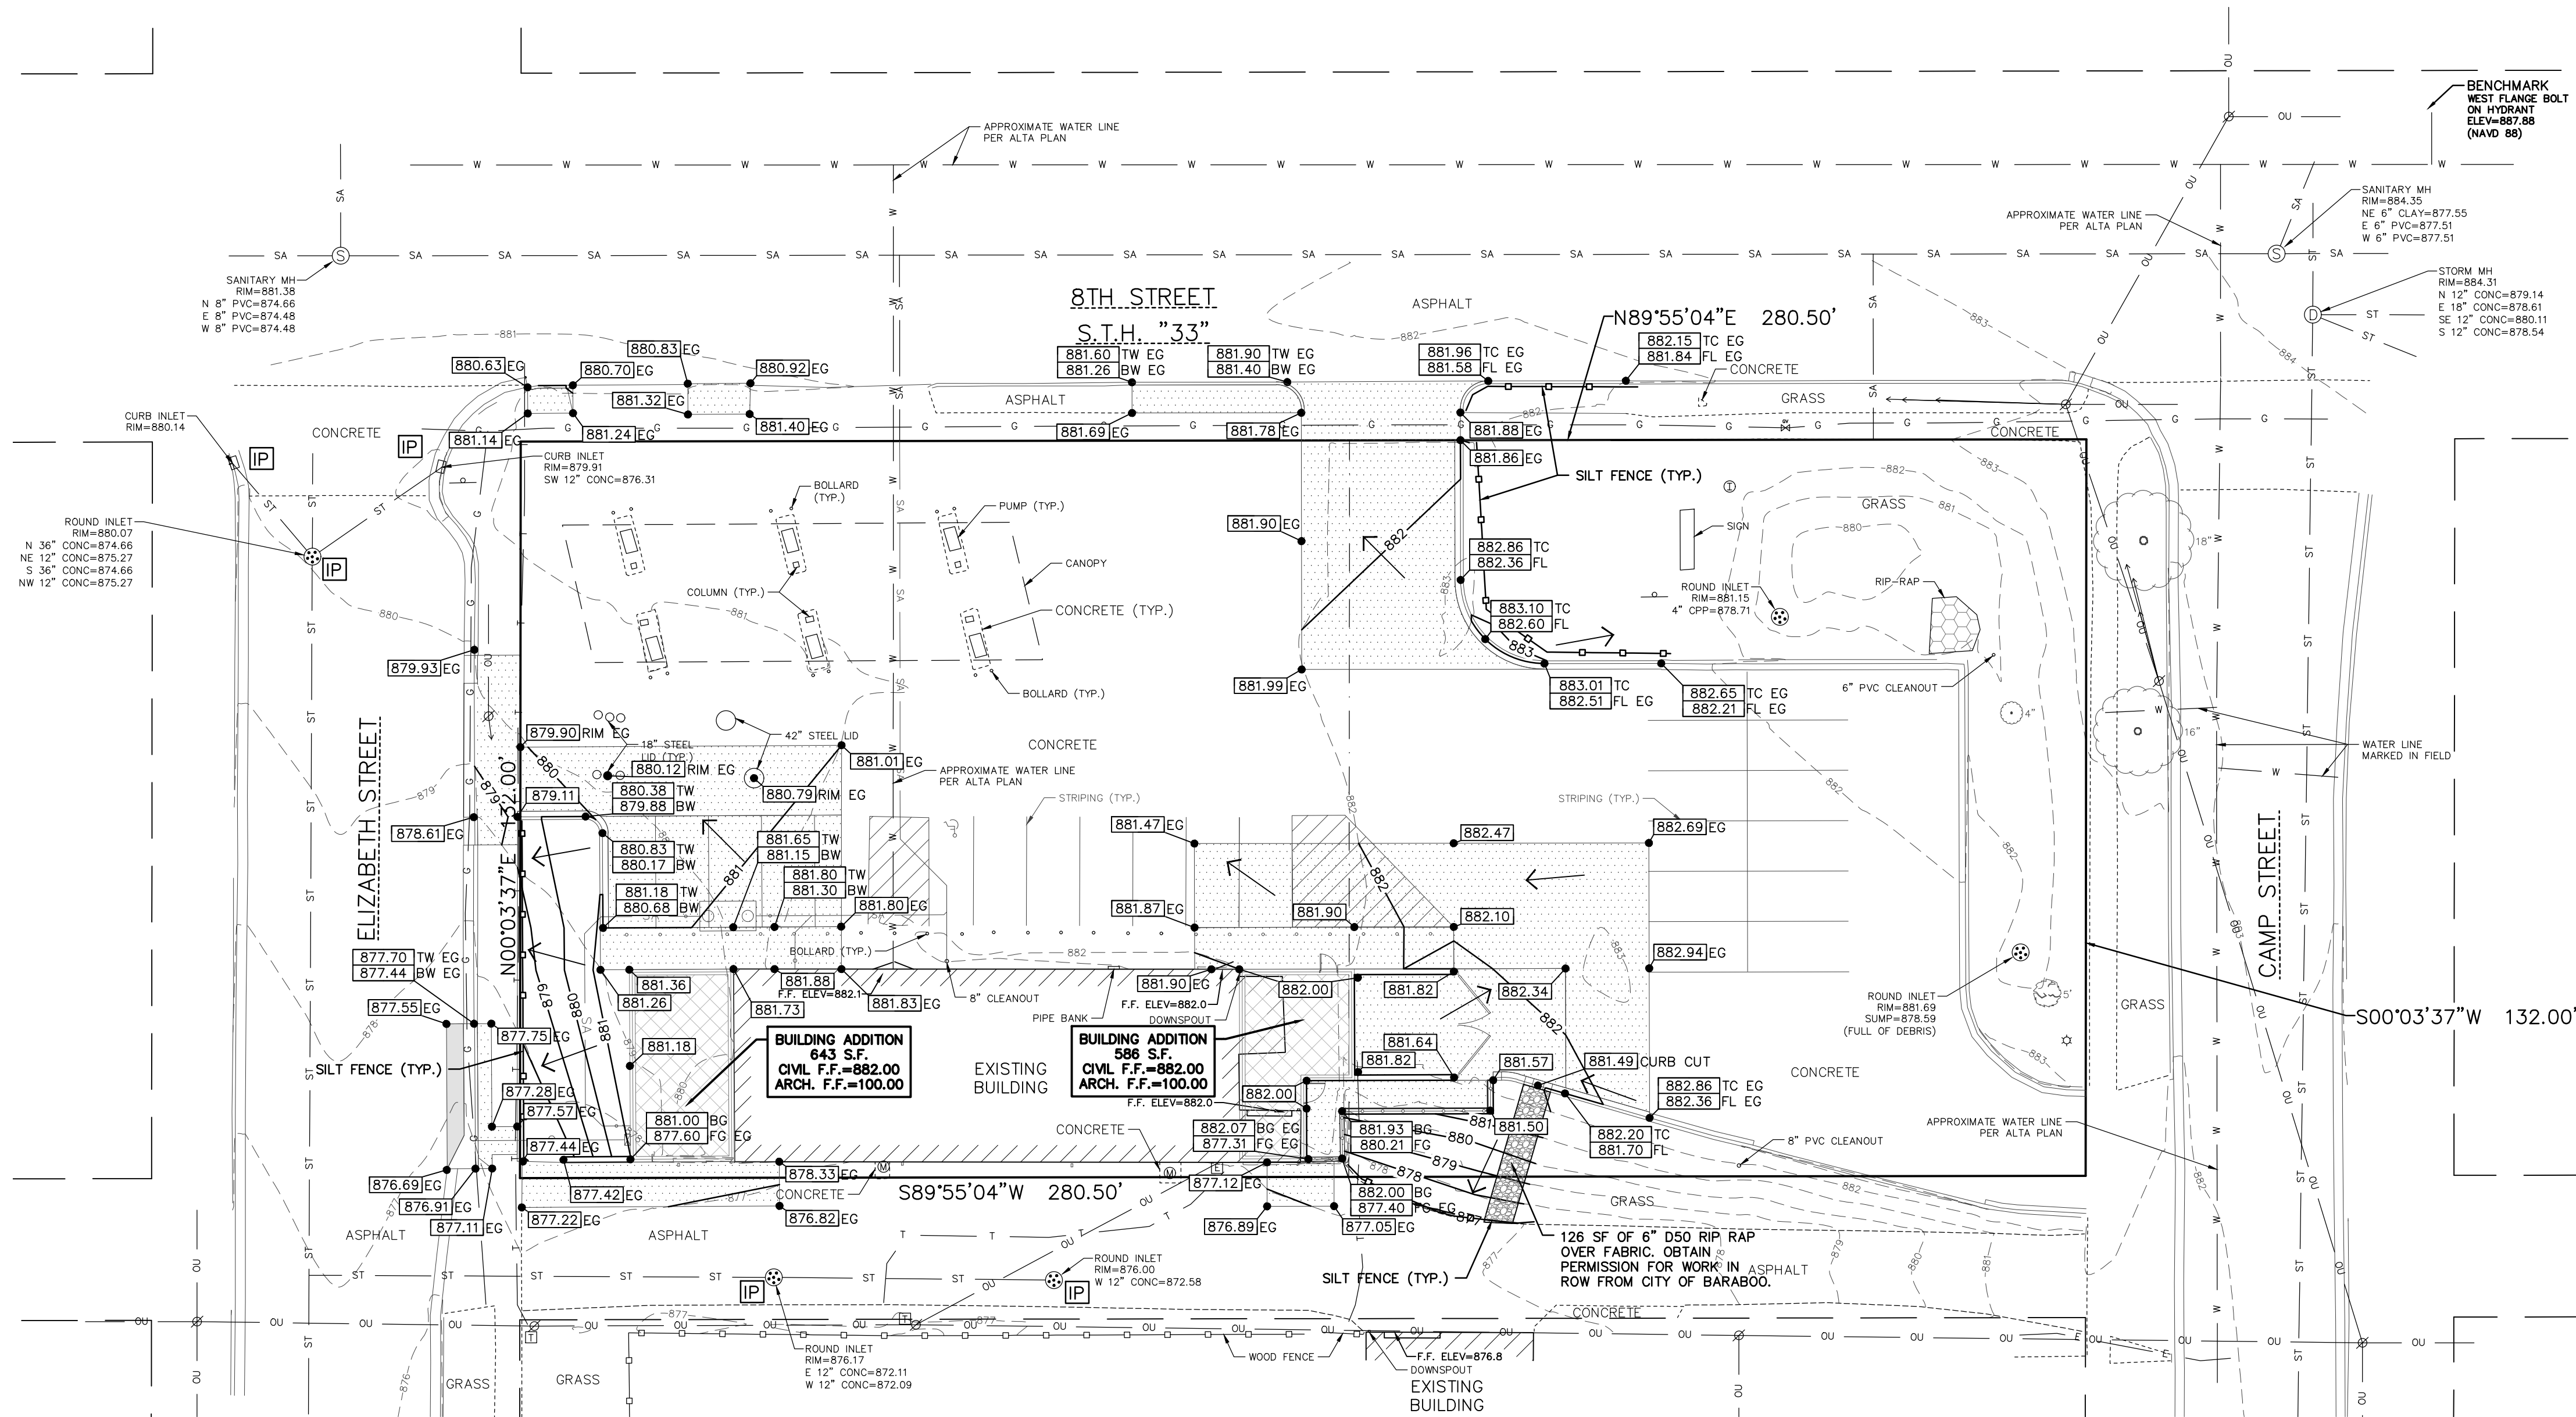 BENCHMARK
WEST FLANGE BOLT
ON HYDRANT
ELEV=887.88
(NAVD 88)
APPROXIMATE WATER LINE
PER ALTA PLAN
SANITARY MH
RIM=884.35
NE 6" CLAY=877.55
E 6" PVC=877.51
W 6" PVC=877.51
APPROXIMATE WATER LINE
PER ALTA PLAN
STORM MH
RIM=884.31
N 12" CONC=879.14
E 18" CONC=878.61
SE 12" CONC=880.11
S 12" CONC=878.54
SANITARY MH
RIM=881.38
N 8" PVC=874.66
E 8" PVC=874.48
W 8" PVC=874.48
8TH STREET
S.T.H. "33"
ASPHALT
N89°55'04"E 280.50'
881
882
883
884
880.63 EG
880.70 EG
880.83 EG
880.92 EG
881.32 EG
881.40 EG
881.14 EG
881.24 EG
881.60 TW EG
881.26 BW EG
881.90 TW EG
881.40 BW EG
881.96 TC EG
881.58 FL EG
882.15 TC EG
881.84 FL EG
CONCRETE
GRASS
ASPHALT
881.69 EG
881.78 EG
881.88 EG
881.86 EG
CONCRETE
CURB INLET
RIM=880.14
CONCRETE
IP
IP
CURB INLET
RIM=879.91
SW 12" CONC=876.31
ROUND INLET
RIM=880.07
N 36" CONC=874.66
NE 12" CONC=875.27
S 36" CONC=874.66
NW 12" CONC=875.27
IP
BOLLARD
(TYP.)
PUMP (TYP.)
CANOPY
COLUMN (TYP.)
CONCRETE (TYP.)
BOLLARD (TYP.)
SILT FENCE (TYP.)
881.90 EG
882
882.86 TC
882.36 FL
883.10 TC
882.60 FL
883
883.01 TC
882.51 FL EG
882.65 TC EG
882.21 FL EG
881.99 EG
SIGN
GRASS
882
881
880
ROUND INLET
RIM=881.15
4" CPP=878.71
RIP-RAP
6" PVC CLEANOUT
18"
16"
4"
5'
WATER LINE
MARKED IN FIELD
879.93 EG
879.90 RIM EG
18" STEEL
LID (TYP.)
42" STEEL LID
880.12 RIM EG
880.79 RIM EG
881.01 EG
CONCRETE
APPROXIMATE WATER LINE
PER ALTA PLAN
ELIZABETH STREET
N00°03'37"E 132.00'
879.11
880.38 TW
879.88 BW
878.61 EG
880.83 TW
880.17 BW
881.65 TW
881.15 BW
881.80 TW
881.30 BW
881.18 TW
880.68 BW
881.80 EG
STRIPING (TYP.)
STRIPING (TYP.)
881.47 EG
882.47
882.69 EG
881.87 EG
881.90
882.10
882.94 EG
BOLLARD (TYP.)
877.70 TW EG
877.44 BW EG
877.55 EG
877.75 EG
881.36
881.26
881.73
881.88
F.F. ELEV=882.1
881.83 EG
8" CLEANOUT
PIPE BANK
881.90 EG
F.F. ELEV=882.0
DOWNSPOUT
882.00
881.82
882.34
CAMP STREET
ROUND INLET
RIM=881.69
SUMP=878.59
(FULL OF DEBRIS)
GRASS
S00°03'37"W 132.00'
SILT FENCE (TYP.)
881.18
BUILDING ADDITION
643 S.F.
CIVIL F.F.=882.00
ARCH. F.F.=100.00
EXISTING
BUILDING
BUILDING ADDITION
586 S.F.
CIVIL F.F.=882.00
ARCH. F.F.=100.00
881.64
881.82
881.57
881.49 CURB CUT
CONCRETE
882.86 TC EG
882.36 FL EG
877.28 EG
877.57 EG
877.44 EG
881.00 BG
877.60 FG EG
882.00
F.F. ELEV=882.0
CONCRETE
882.07 BG EG
877.31 FG EG
881.93 BG
880.21 FG
881.50
882.20 TC
881.70 FL
8" PVC CLEANOUT
APPROXIMATE WATER LINE
PER ALTA PLAN
881
880
879
878
876.69 EG
876.91 EG
877.11 EG
877.42 EG
877.22 EG
878.33 EG
CONCRETE
876.82 EG
S89°55'04"W 280.50'
877.12 EG
876.89 EG
882.00 BG
877.40 FG EG
877.05 EG
GRASS
ASPHALT
ASPHALT
126 SF OF 6" D50 RIP RAP
OVER FABRIC. OBTAIN
PERMISSION FOR WORK IN
ROW FROM CITY OF BARABOO.
ASPHALT
SILT FENCE (TYP.)
ROUND INLET
RIM=876.00
W 12" CONC=872.58
IP
IP
CONCRETE
ROUND INLET
RIM=876.17
E 12" CONC=872.11
W 12" CONC=872.09
WOOD FENCE
F.F. ELEV=876.8
DOWNSPOUT
EXISTING
BUILDING
GRASS
GRASS